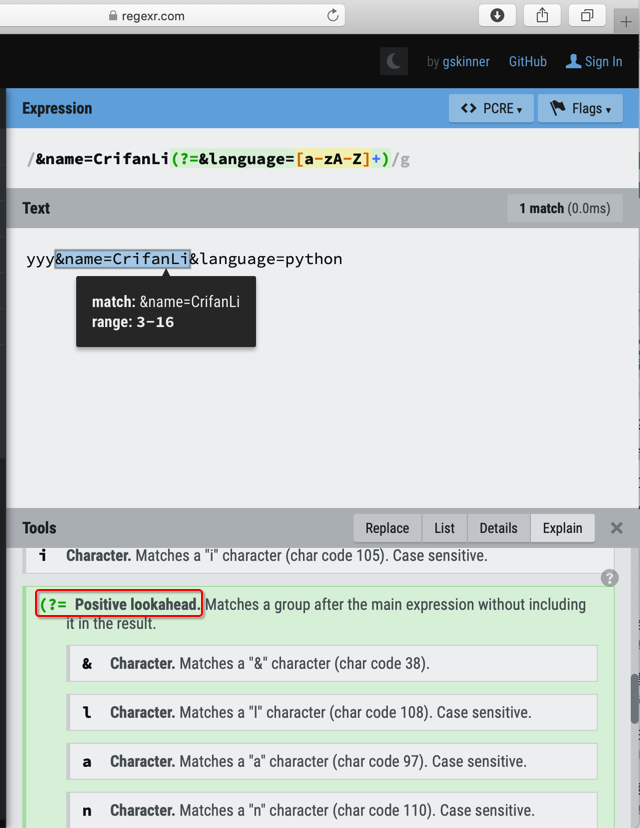 regexr.com
by gskinner GitHub Sign In
Expression <> PCRE ▾ Flags ▾
/&name=CrifanLi(?=&language=[a-zA-Z]+)/g
Text 1 match (0.0ms)
yyy&name=CrifanLi&language=python
match: &name=CrifanLi
range: 3-16
Tools Replace List Details Explain ×
i Character. Matches a "i" character (char code 105). Case sensitive.
?
(?= Positive lookahead. Matches a group after the main expression without including
it in the result.
& Character. Matches a "&" character (char code 38).
l Character. Matches a "l" character (char code 108). Case sensitive.
a Character. Matches a "a" character (char code 97). Case sensitive.
n Character. Matches a "n" character (char code 110). Case sensitive.